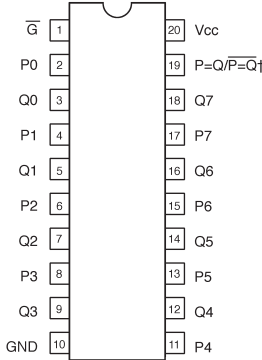 G̅ 1 20 Vcc
P0 2 19 P=Q/P̅=̅Q̅†
Q0 3 18 Q7
P1 4 17 P7
Q1 5 16 Q6
P2 6 15 P6
Q2 7 14 Q5
P3 8 13 P5
Q3 9 12 Q4
GND 10 11 P4